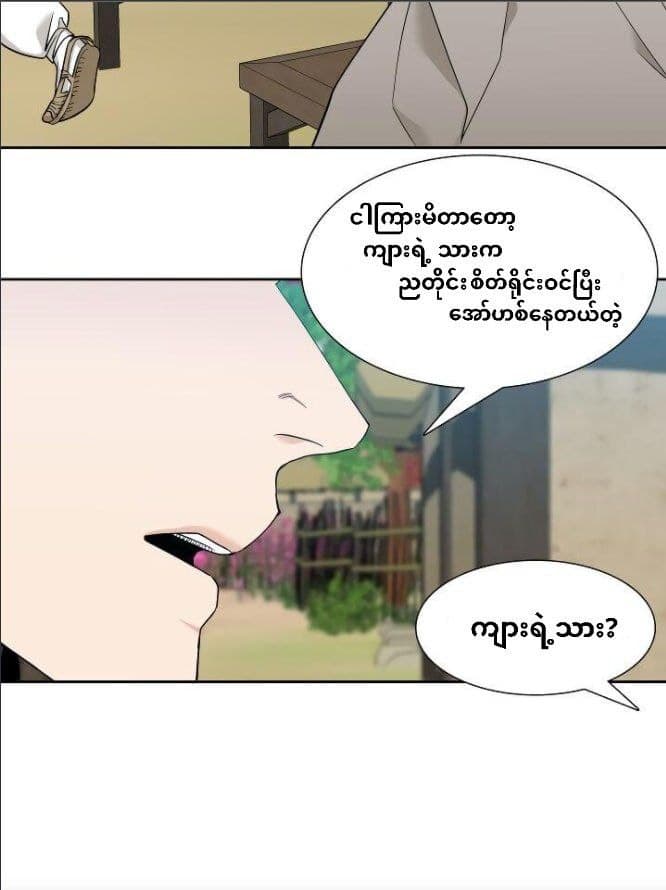 ငါကြားမိတာတော့
ကျားရဲ့ သားက
ညတိုင်းစိတ်ရိုင်းဝင်ပြီး
အော်ဟစ်နေတယ်တဲ့
ကျားရဲ့သား?